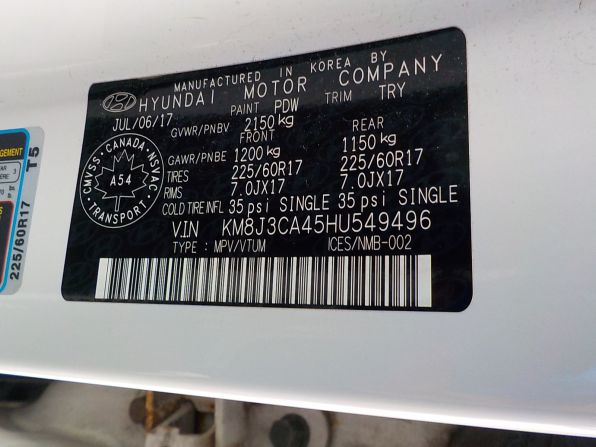 MANUFACTURED IN KOREA BY
HYUNDAI MOTOR COMPANY
JUL/06/17 PAINT PDW TRIM TRY
GVWR/PNBV 2150 kg
FRONT REAR
GAWR/PNBE 1200 kg 1150 kg
TIRES 225/60R17 225/60R17
RIMS 7.0JX17 7.0JX17
COLD TIRE INFL 35 psi SINGLE 35 psi SINGLE
VIN KM8J3CA45HU549496
TYPE : MPV/VTUM ICES/NMB-002
CMVSS • CANADA • NSVAC
A54
TRANSPORT
225/60R17 T5